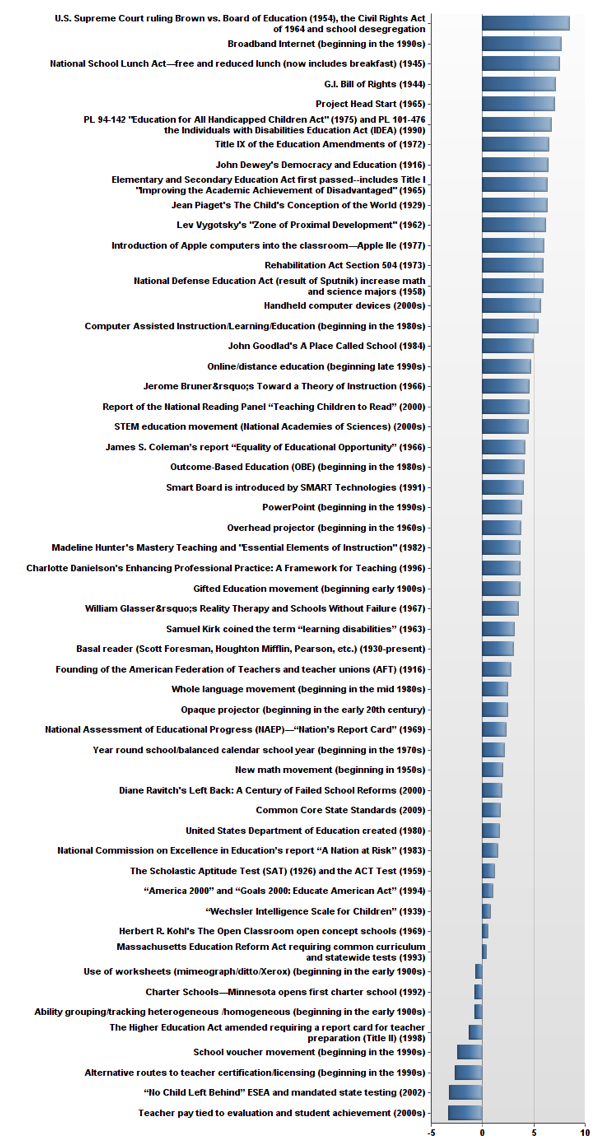 U.S. Supreme Court ruling Brown vs. Board of Education (1954), the Civil Rights Act
of 1964 and school desegregation
Broadband Internet (beginning in the 1990s)
National School Lunch Act—free and reduced lunch (now includes breakfast) (1945)
G.I. Bill of Rights (1944)
Project Head Start (1965)
PL 94-142 "Education for All Handicapped Children Act" (1975) and PL 101-476
the Individuals with Disabilities Education Act (IDEA) (1990)
Title IX of the Education Amendments of (1972)
John Dewey's Democracy and Education (1916)
Elementary and Secondary Education Act first passed--includes Title I
"Improving the Academic Achievement of Disadvantaged" (1965)
Jean Piaget's The Child's Conception of the World (1929)
Lev Vygotsky's "Zone of Proximal Development" (1962)
Introduction of Apple computers into the classroom—Apple IIe (1977)
Rehabilitation Act Section 504 (1973)
National Defense Education Act (result of Sputnik) increase math
and science majors (1958)
Handheld computer devices (2000s)
Computer Assisted Instruction/Learning/Education (beginning in the 1980s)
John Goodlad's A Place Called School (1984)
Online/distance education (beginning late 1990s)
Jerome Bruner&rsquo;s Toward a Theory of Instruction (1966)
Report of the National Reading Panel “Teaching Children to Read” (2000)
STEM education movement (National Academies of Sciences) (2000s)
James S. Coleman's report “Equality of Educational Opportunity” (1966)
Outcome-Based Education (OBE) (beginning in the 1980s)
Smart Board is introduced by SMART Technologies (1991)
PowerPoint (beginning in the 1990s)
Overhead projector (beginning in the 1960s)
Madeline Hunter's Mastery Teaching and "Essential Elements of Instruction" (1982)
Charlotte Danielson's Enhancing Professional Practice: A Framework for Teaching (1996)
Gifted Education movement (beginning early 1900s)
William Glasser&rsquo;s Reality Therapy and Schools Without Failure (1967)
Samuel Kirk coined the term “learning disabilities” (1963)
Basal reader (Scott Foresman, Houghton Mifflin, Pearson, etc.) (1930-present)
Founding of the American Federation of Teachers and teacher unions (AFT) (1916)
Whole language movement (beginning in the mid 1980s)
Opaque projector (beginning in the early 20th century)
National Assessment of Educational Progress (NAEP)—“Nation's Report Card” (1969)
Year round school/balanced calendar school year (beginning in the 1970s)
New math movement (beginning in 1950s)
Diane Ravitch's Left Back: A Century of Failed School Reforms (2000)
Common Core State Standards (2009)
United States Department of Education created (1980)
National Commission on Excellence in Education's report “A Nation at Risk” (1983)
The Scholastic Aptitude Test (SAT) (1926) and the ACT Test (1959)
“America 2000” and “Goals 2000: Educate American Act” (1994)
“Wechsler Intelligence Scale for Children” (1939)
Herbert R. Kohl's The Open Classroom open concept schools (1969)
Massachusetts Education Reform Act requiring common curriculum
and statewide tests (1993)
Use of worksheets (mimeograph/ditto/Xerox) (beginning in the early 1900s)
Charter Schools—Minnesota opens first charter school (1992)
Ability grouping/tracking heterogeneous /homogeneous (beginning in the early 1900s)
The Higher Education Act amended requiring a report card for teacher
preparation (Title II) (1998)
School voucher movement (beginning in the 1990s)
Alternative routes to teacher certification/licensing (beginning in the 1990s)
“No Child Left Behind” ESEA and mandated state testing (2002)
Teacher pay tied to evaluation and student achievement (2000s)
-5 0 5 10